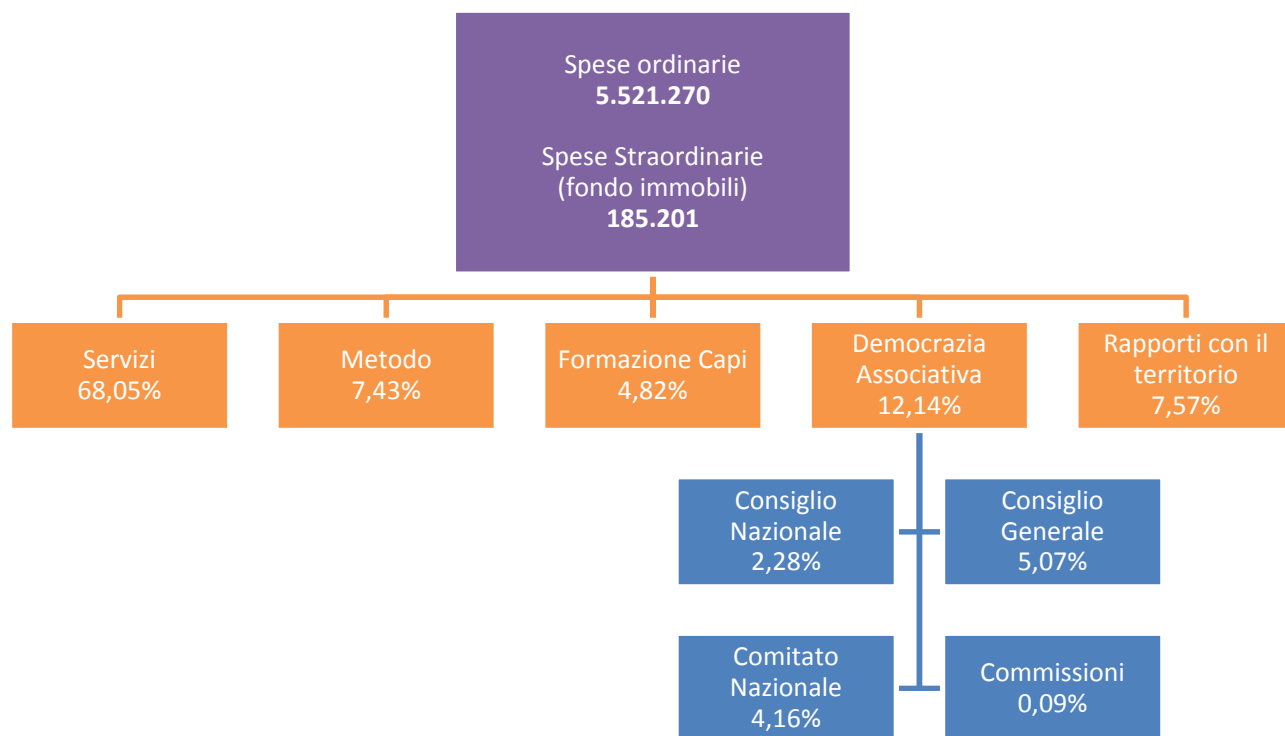 Spese ordinarie
5.521.270
Spese Straordinarie
(fondo immobili)
185.201
Servizi
68,05%
Metodo
7,43%
Formazione Capi
4,82%
Democrazia
Associativa
12,14%
Rapporti con il
territorio
7,57%
Consiglio
Nazionale
2,28%
Consiglio
Generale
5,07%
Comitato
Nazionale
4,16%
Commissioni
0,09%